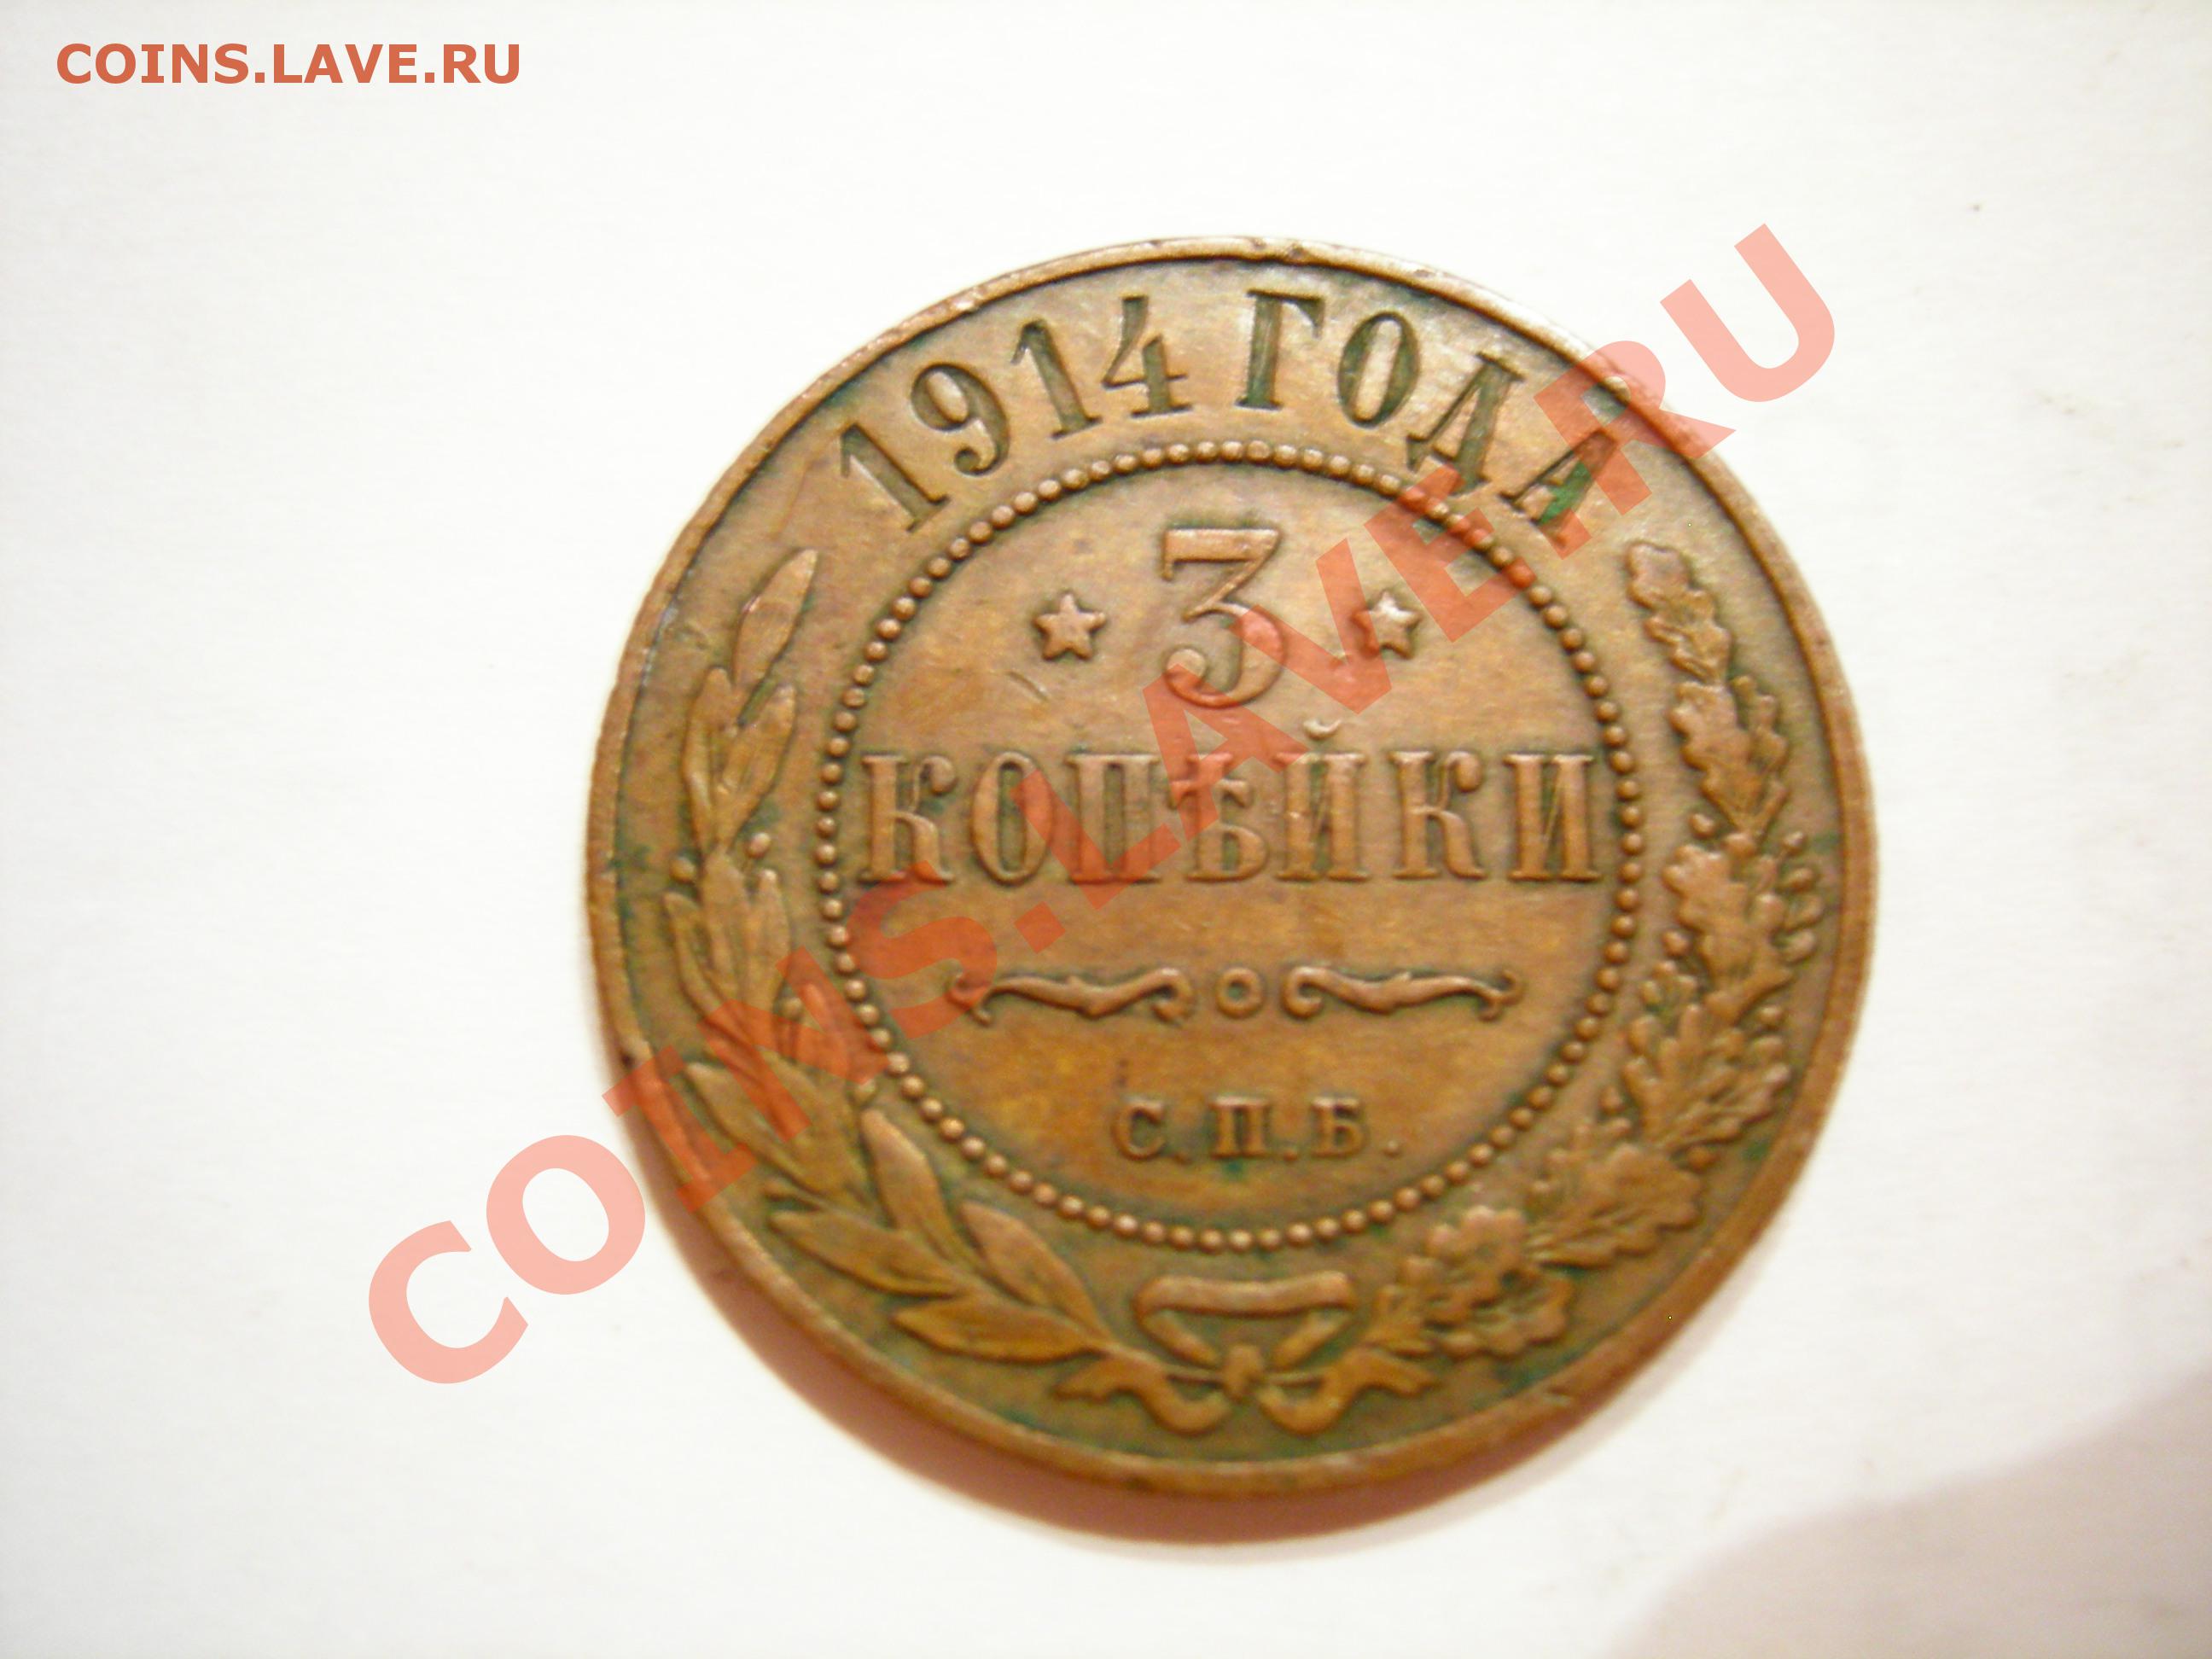 COINS.LAVE.RU
1914 ГОДА
3
КОПѢЙКИ
С.П.Б.
COINS.LAVE.RU